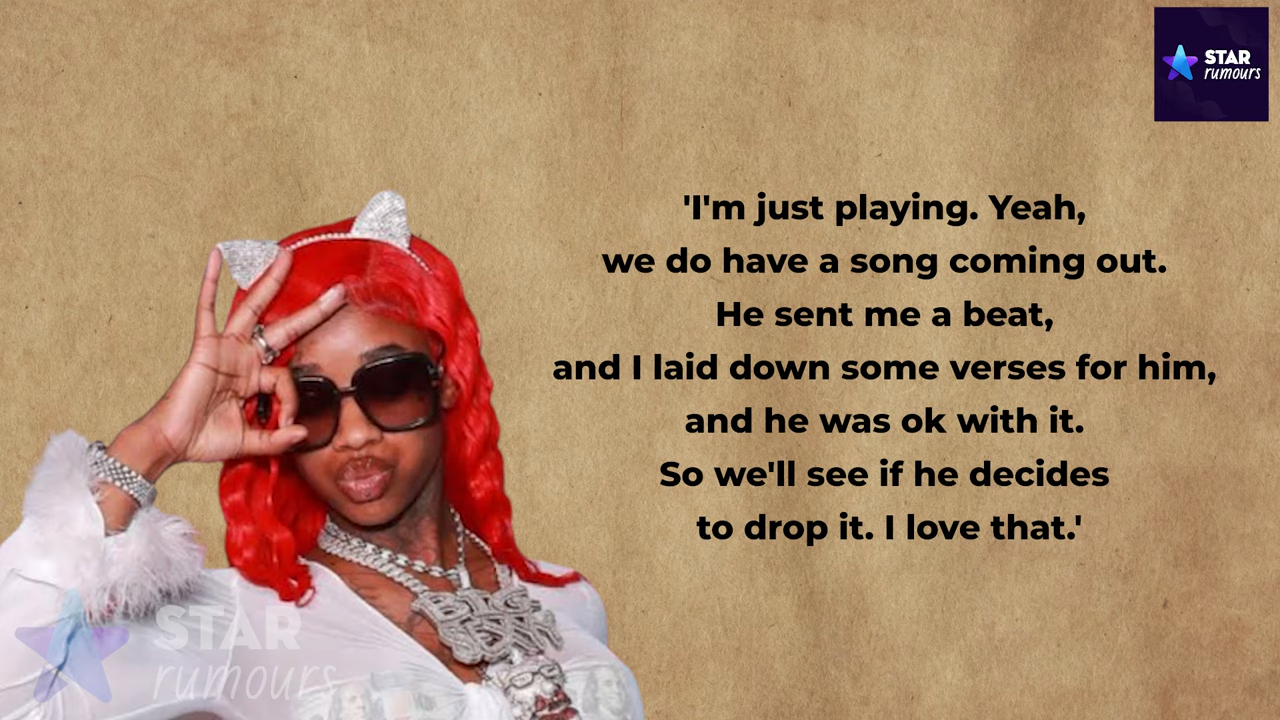 STAR
rumours
'I'm just playing. Yeah,
we do have a song coming out.
He sent me a beat,
and I laid down some verses for him,
and he was ok with it.
So we'll see if he decides
to drop it. I love that.'
BIG
SEXY
STAR
rumours